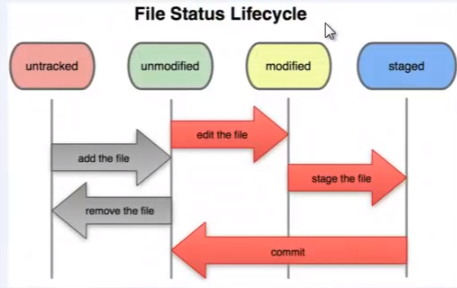 File Status Lifecycle
untracked
unmodified
modified
staged
edit the file
add the file
stage the file
remove the file
commit